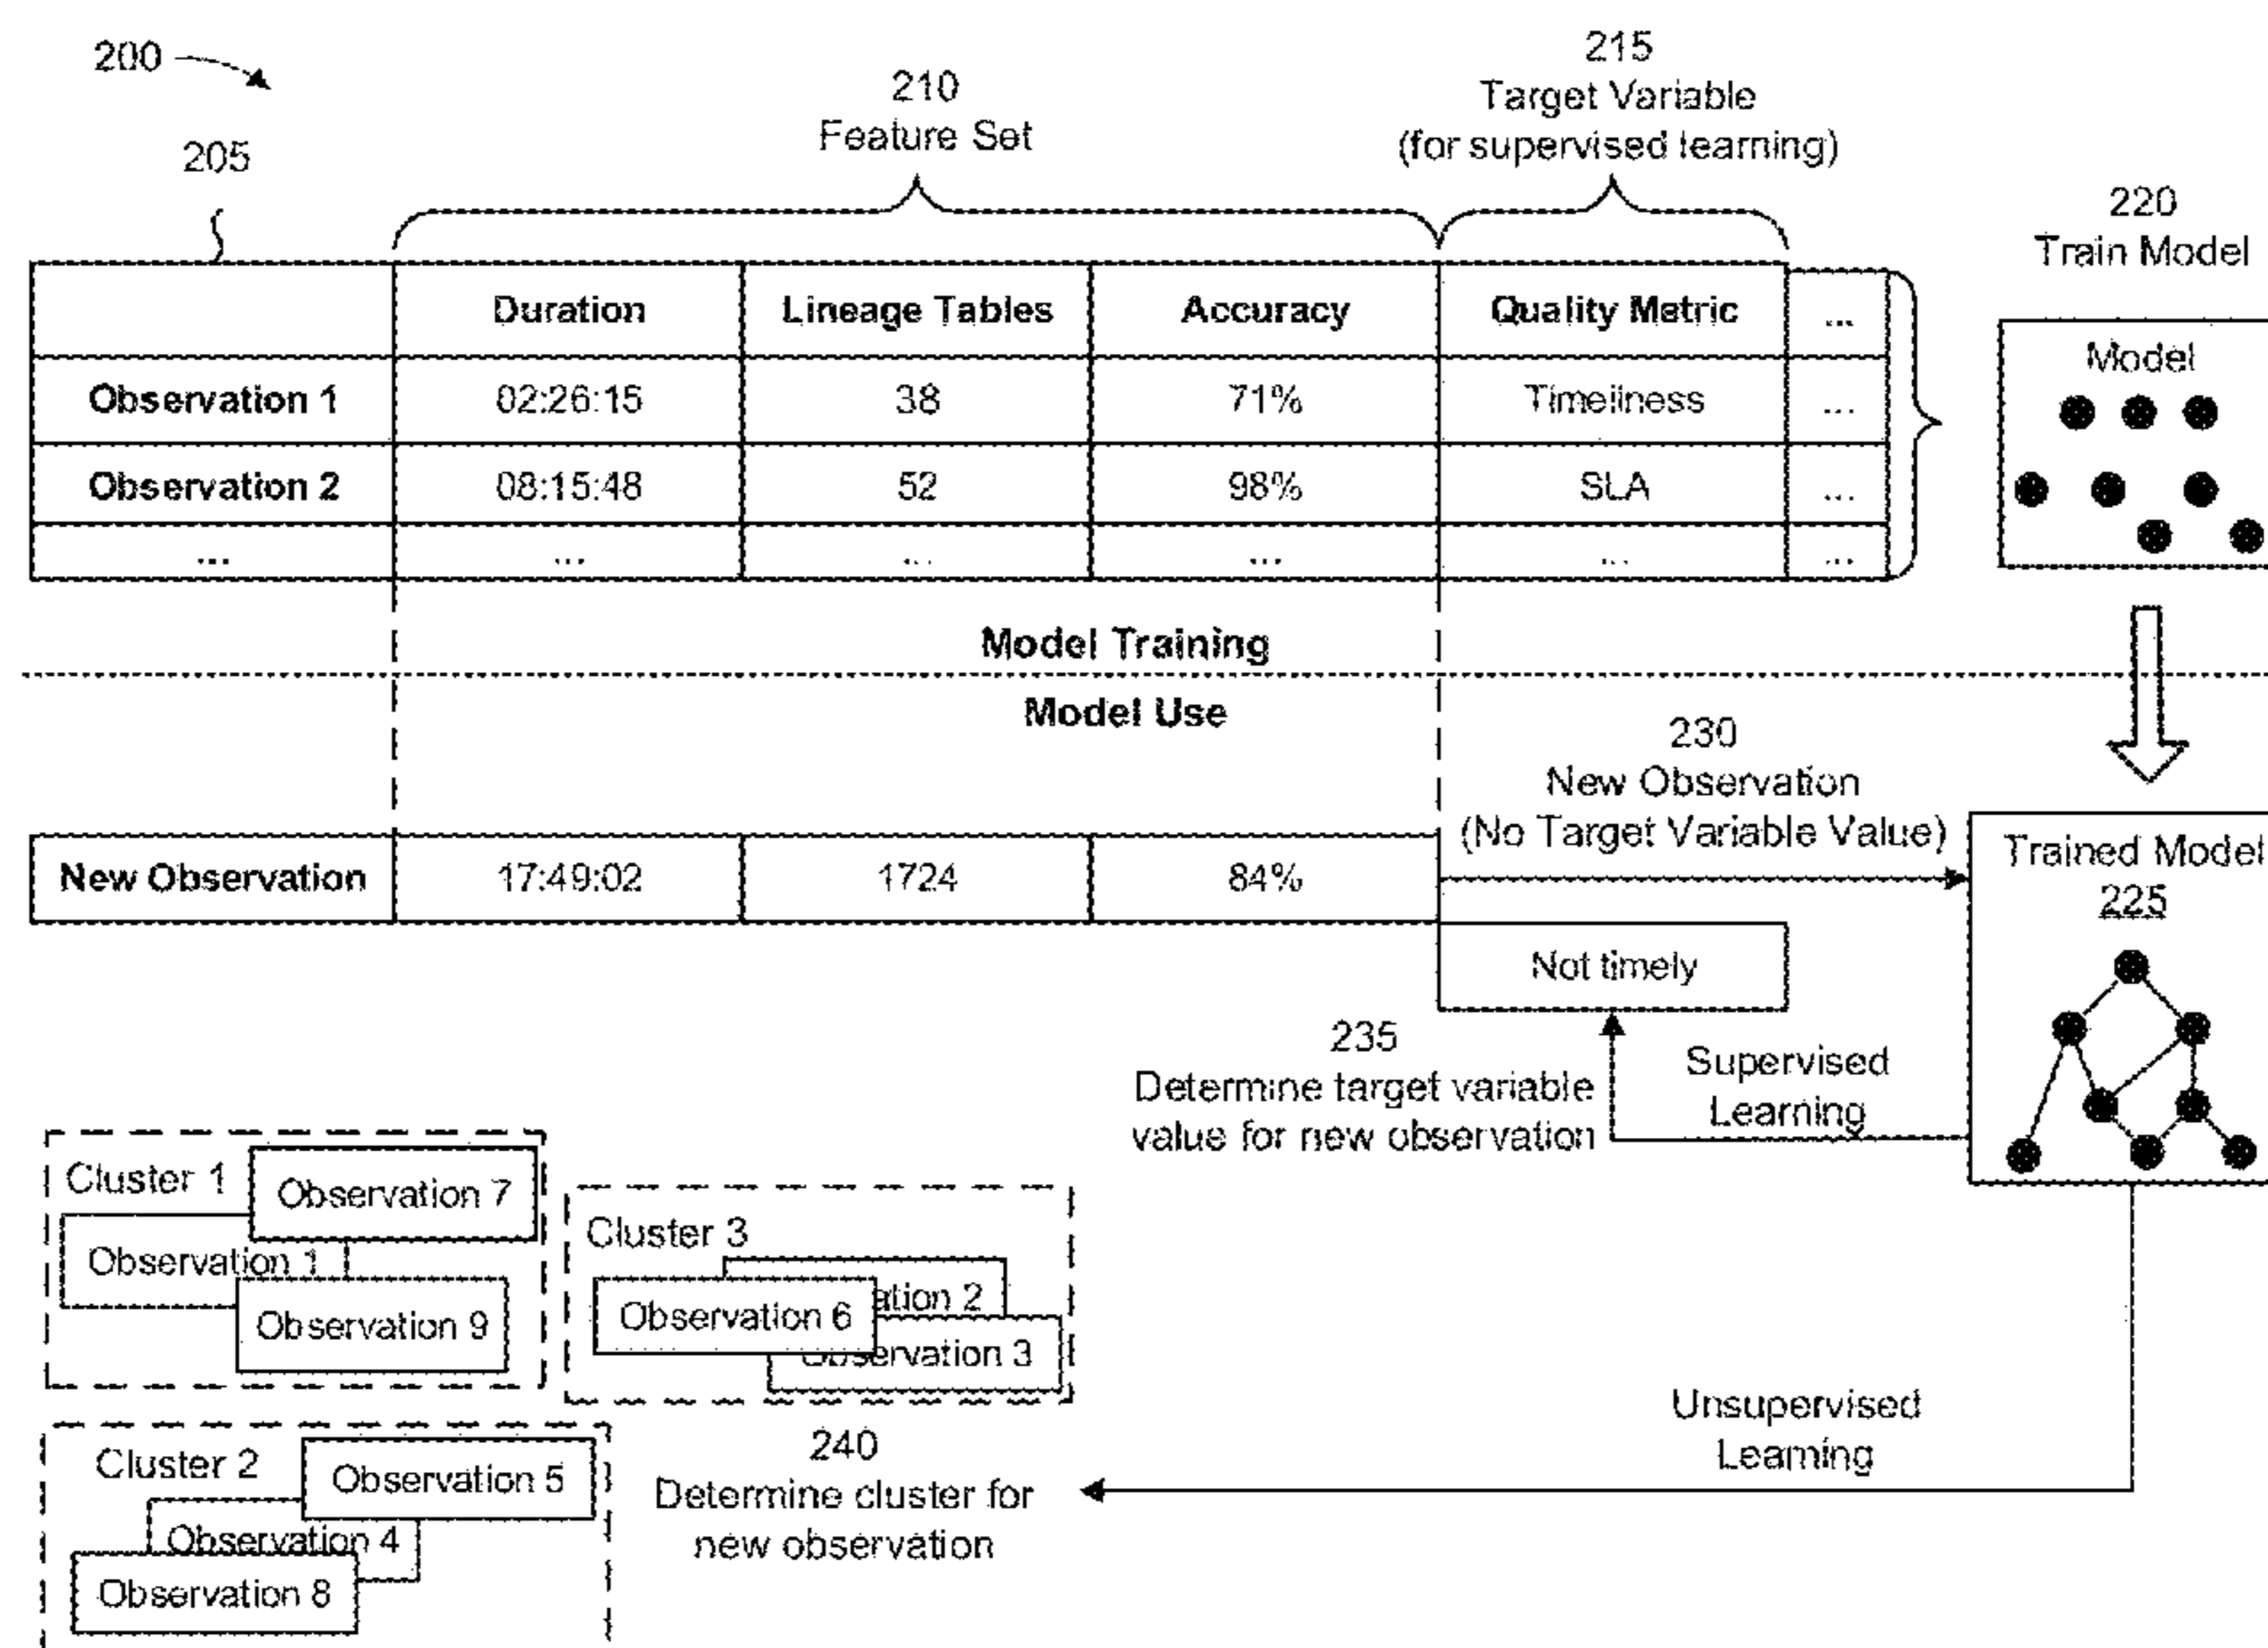 200
205
210
Feature Set
215
Target Variable
(for supervised learning)
220
Train Model
Duration Lineage Tables Accuracy Quality Metric ...
Observation 1 02:26:15 38 71% Timeliness ...
Observation 2 08:15:48 52 98% SLA ...
... ... ... ... ... ...
Model
Model Training
Model Use
230
New Observation
(No Target Variable Value)
New Observation 17:49:02 1724 84%
Trained Model
225
Not timely
235
Determine target variable
value for new observation
Supervised
Learning
Cluster 1
Observation 7
Observation 1
Observation 9
Cluster 3
ation 2
Observation 6
Observation 3
Unsupervised
Learning
Cluster 2
Observation 5
Observation 4
Observation 8
240
Determine cluster for
new observation